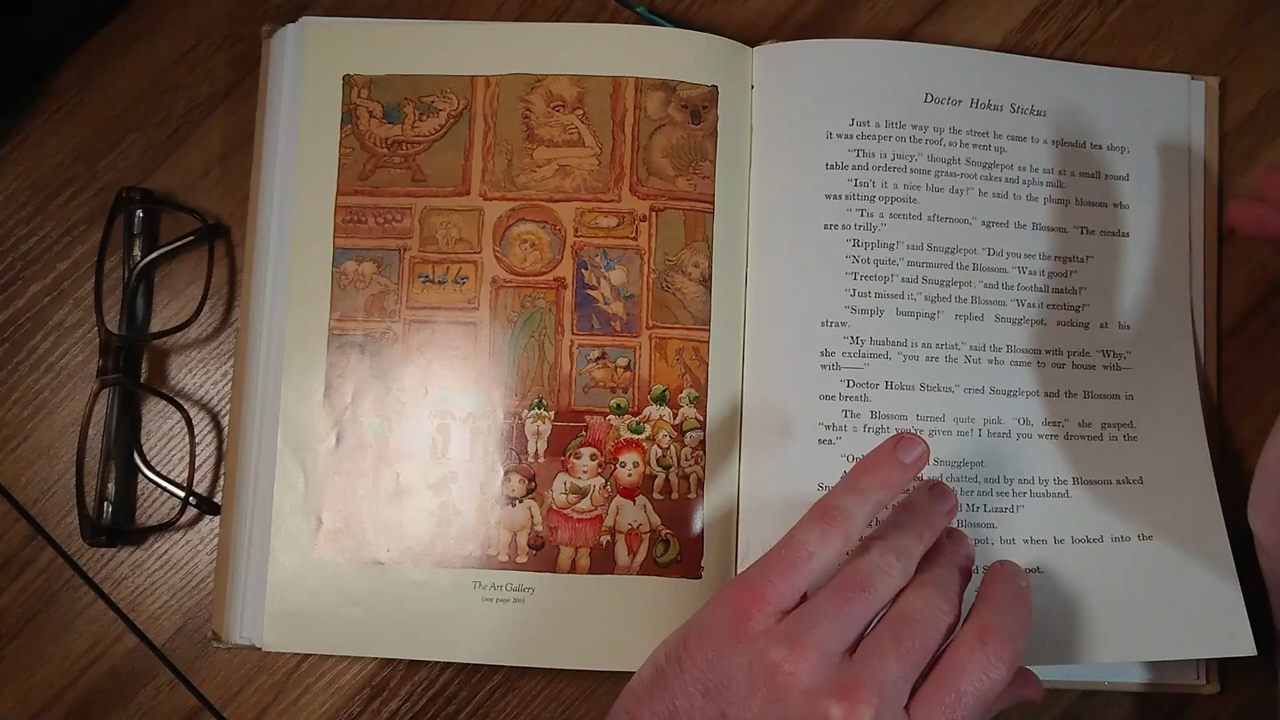 The Art Gallery
(see page 206)
Doctor Hokus Stickus
Just a little way up the street he came to a splendid tea shop;
it was cheaper on the roof, so he went up.
"This is juicy," thought Snugglepot as he sat at a small round
table and ordered some grass-root cakes and aphis milk.
"Isn't it a nice blue day?" he said to the plump blossom who
was sitting opposite.
"'Tis a scented afternoon," agreed the Blossom. "The cicadas
are so trilly."
"Rippling!" said Snugglepot. "Did you see the regatta?"
"Not quite," murmured the Blossom. "Was it good?"
"Treetop!" said Snugglepot; "and the football match?"
"Just missed it," sighed the Blossom. "Was it exciting?"
"Simply bumping!" replied Snugglepot, sucking at his
straw.
"My husband is an artist," said the Blossom with pride. "Why,"
she exclaimed, "you are the Nut who came to our house with—
with——"
"Doctor Hokus Stickus," cried Snugglepot and the Blossom in
one breath.
The Blossom turned quite pink. "Oh, dear," she gasped,
"what a fright you've given me! I heard you were drowned in the
sea."
Snugglepot.
and chatted, and by and by the Blossom asked
her and see her husband.
Mr Lizard?"
Blossom.
but when he looked into the